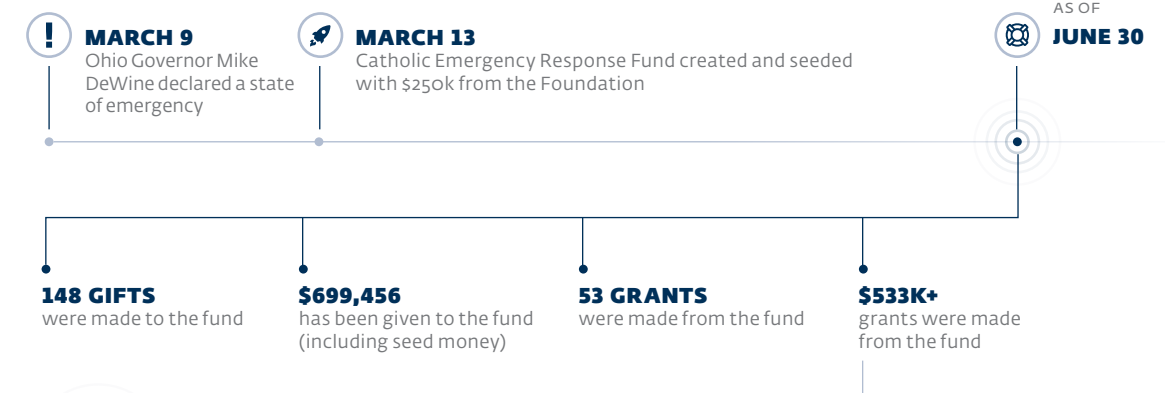 MARCH 9
Ohio Governor Mike
DeWine declared a state
of emergency
MARCH 13
Catholic Emergency Response Fund created and seeded
with $250k from the Foundation
AS OF
JUNE 30
148 GIFTS
were made to the fund
$699,456
has been given to the fund
(including seed money)
53 GRANTS
were made from the fund
$533K+
grants were made
from the fund